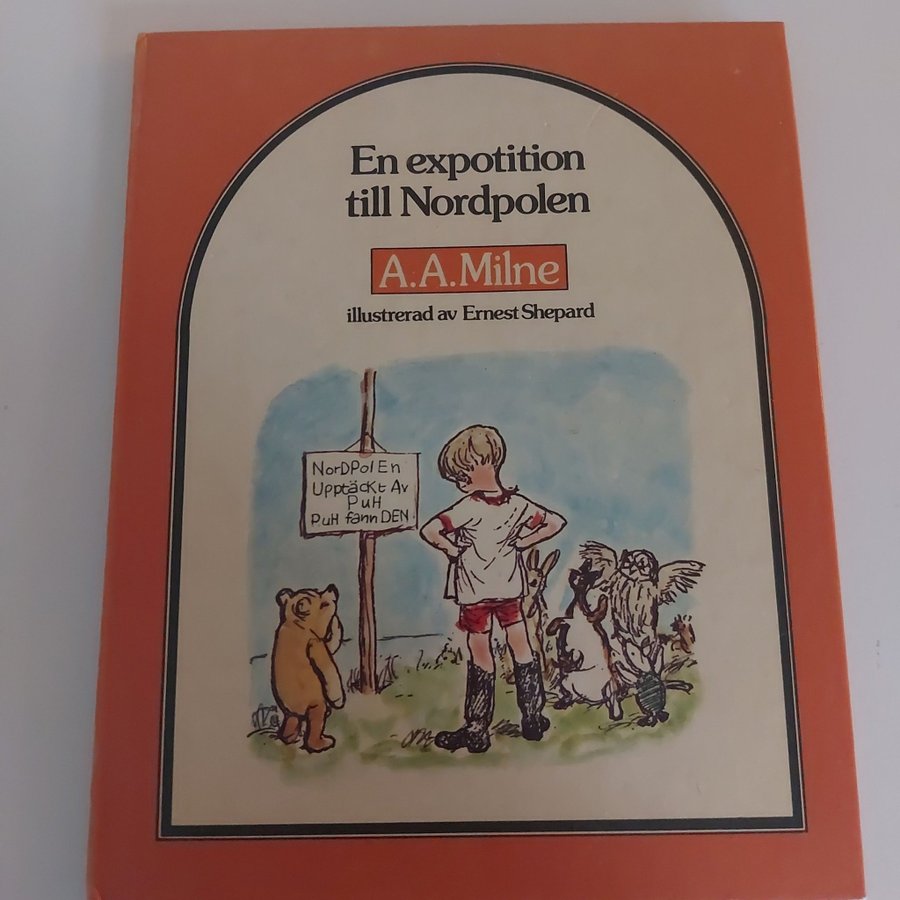 En expotition
till Nordpolen
A.A.Milne
illustrerad av Ernest Shepard
NorDPolEn
Upptäckt Av
PuH
PuH fann DEN